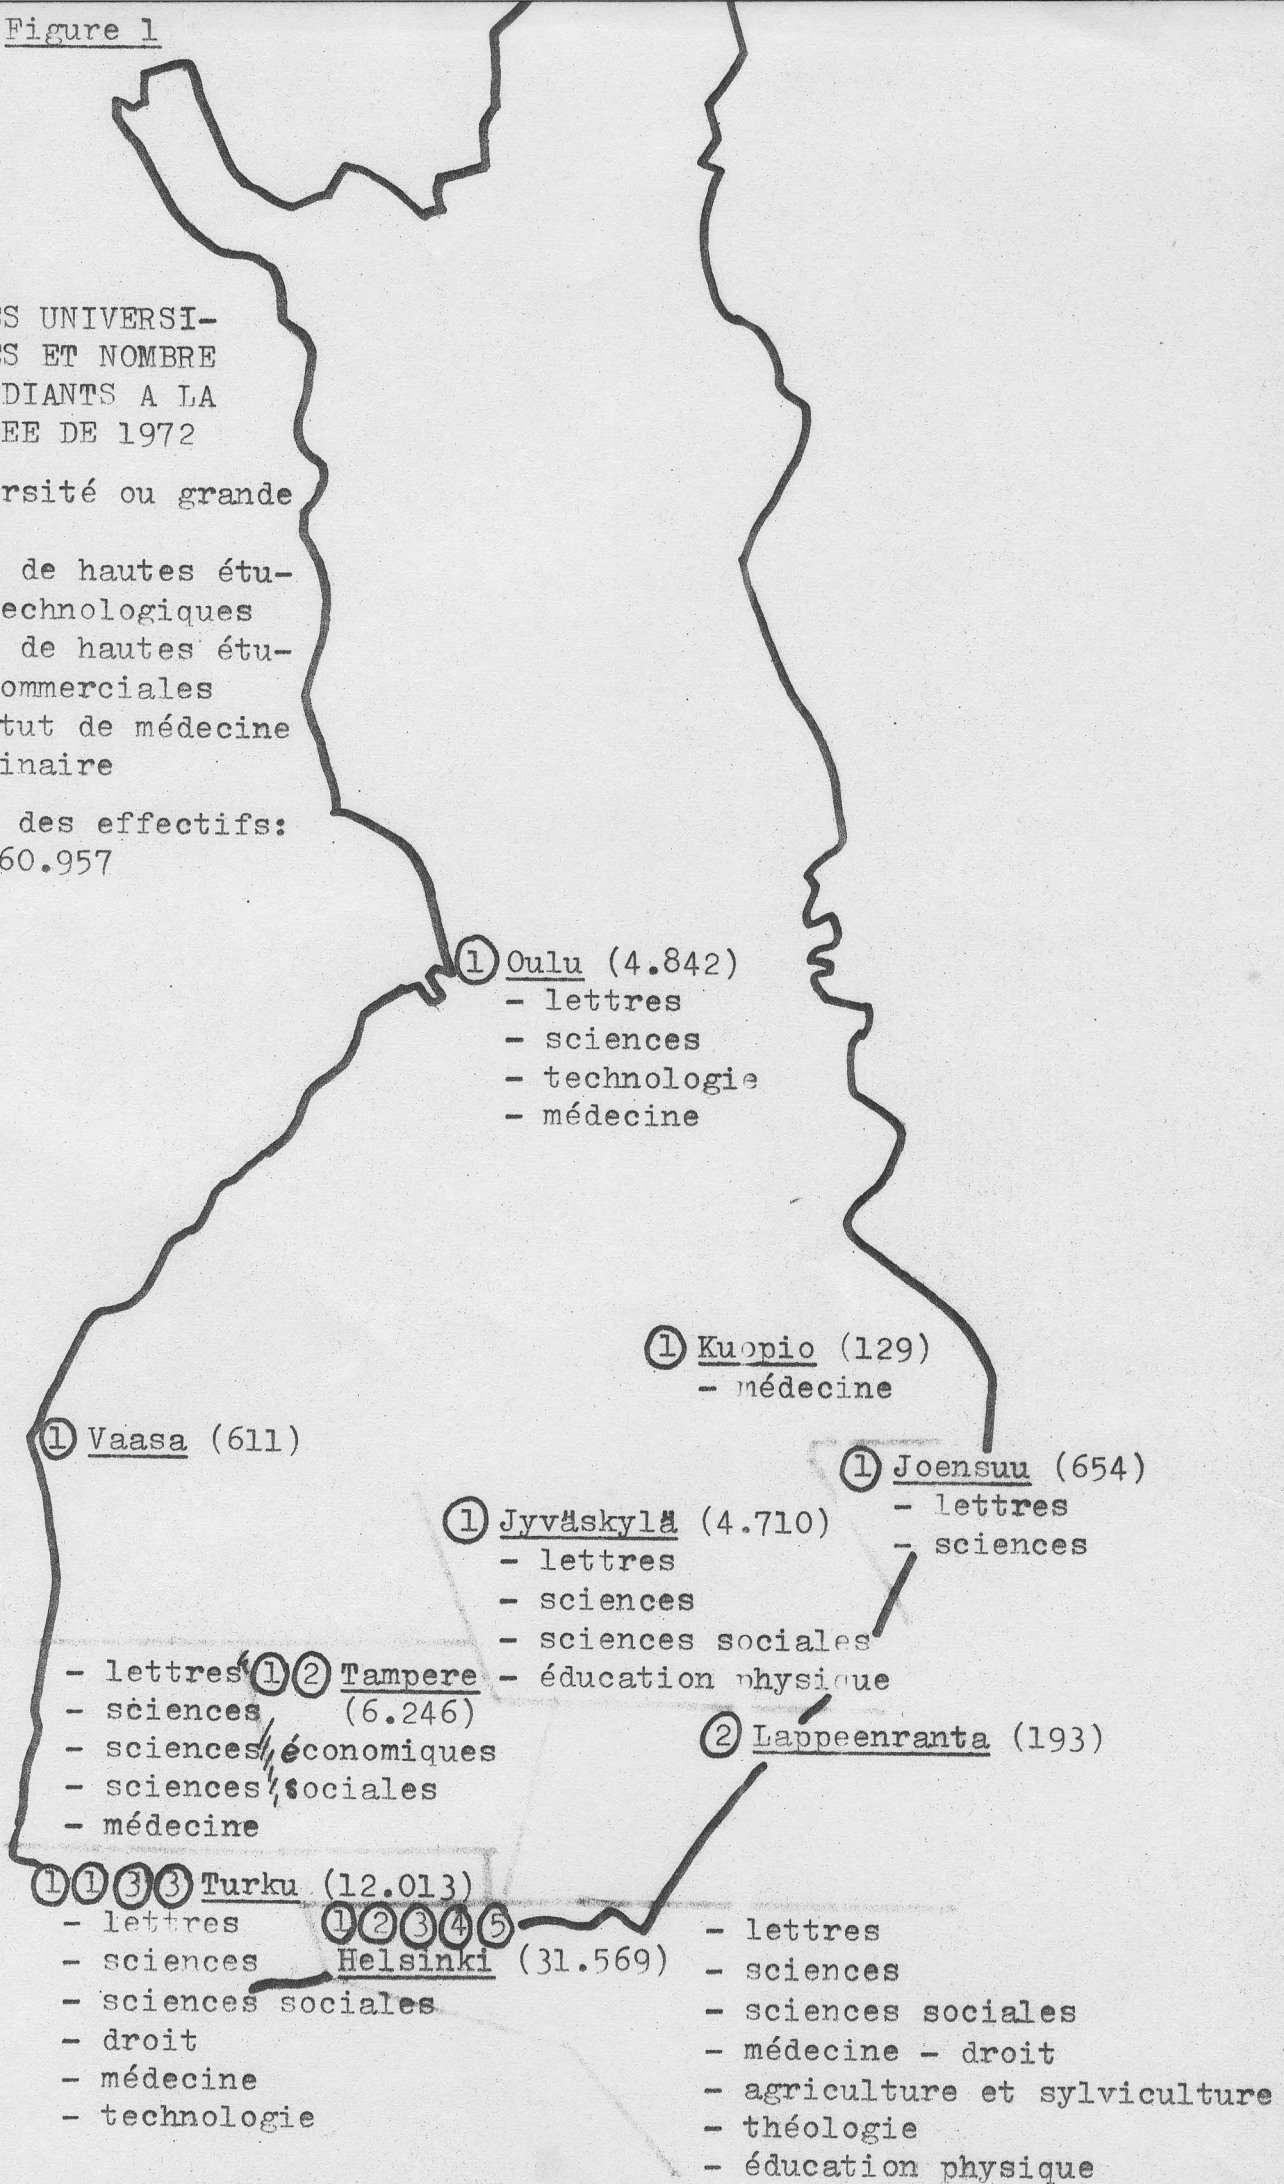 Figure 1
S UNIVERSI-
S ET NOMBRE
DIANTS A LA
EE DE 1972
rsité ou grande
de hautes étu-
echnologiques
de hautes étu-
ommerciales
tut de médecine
inaire
des effectifs:
60.957
1 Oulu (4.842)
- lettres
- sciences
- technologie
- médecine
1 Kuopio (129)
- médecine
1 Vaasa (611)
1 Joensuu (654)
- lettres
- sciences
1 Jyväskylä (4.710)
- lettres
- sciences
- sciences sociales
- éducation physique
1 2 Tampere
(6.246)
- lettres
- sciences
- sciences économiques
- sciences sociales
- médecine
2 Lappeenranta (193)
1 1 3 3 Turku (12.013)
- lettres
- sciences
- sciences sociales
- droit
- médecine
- technologie
1 2 3 4 5
Helsinki (31.569)
- lettres
- sciences
- sciences sociales
- médecine - droit
- agriculture et sylviculture
- théologie
- éducation physique